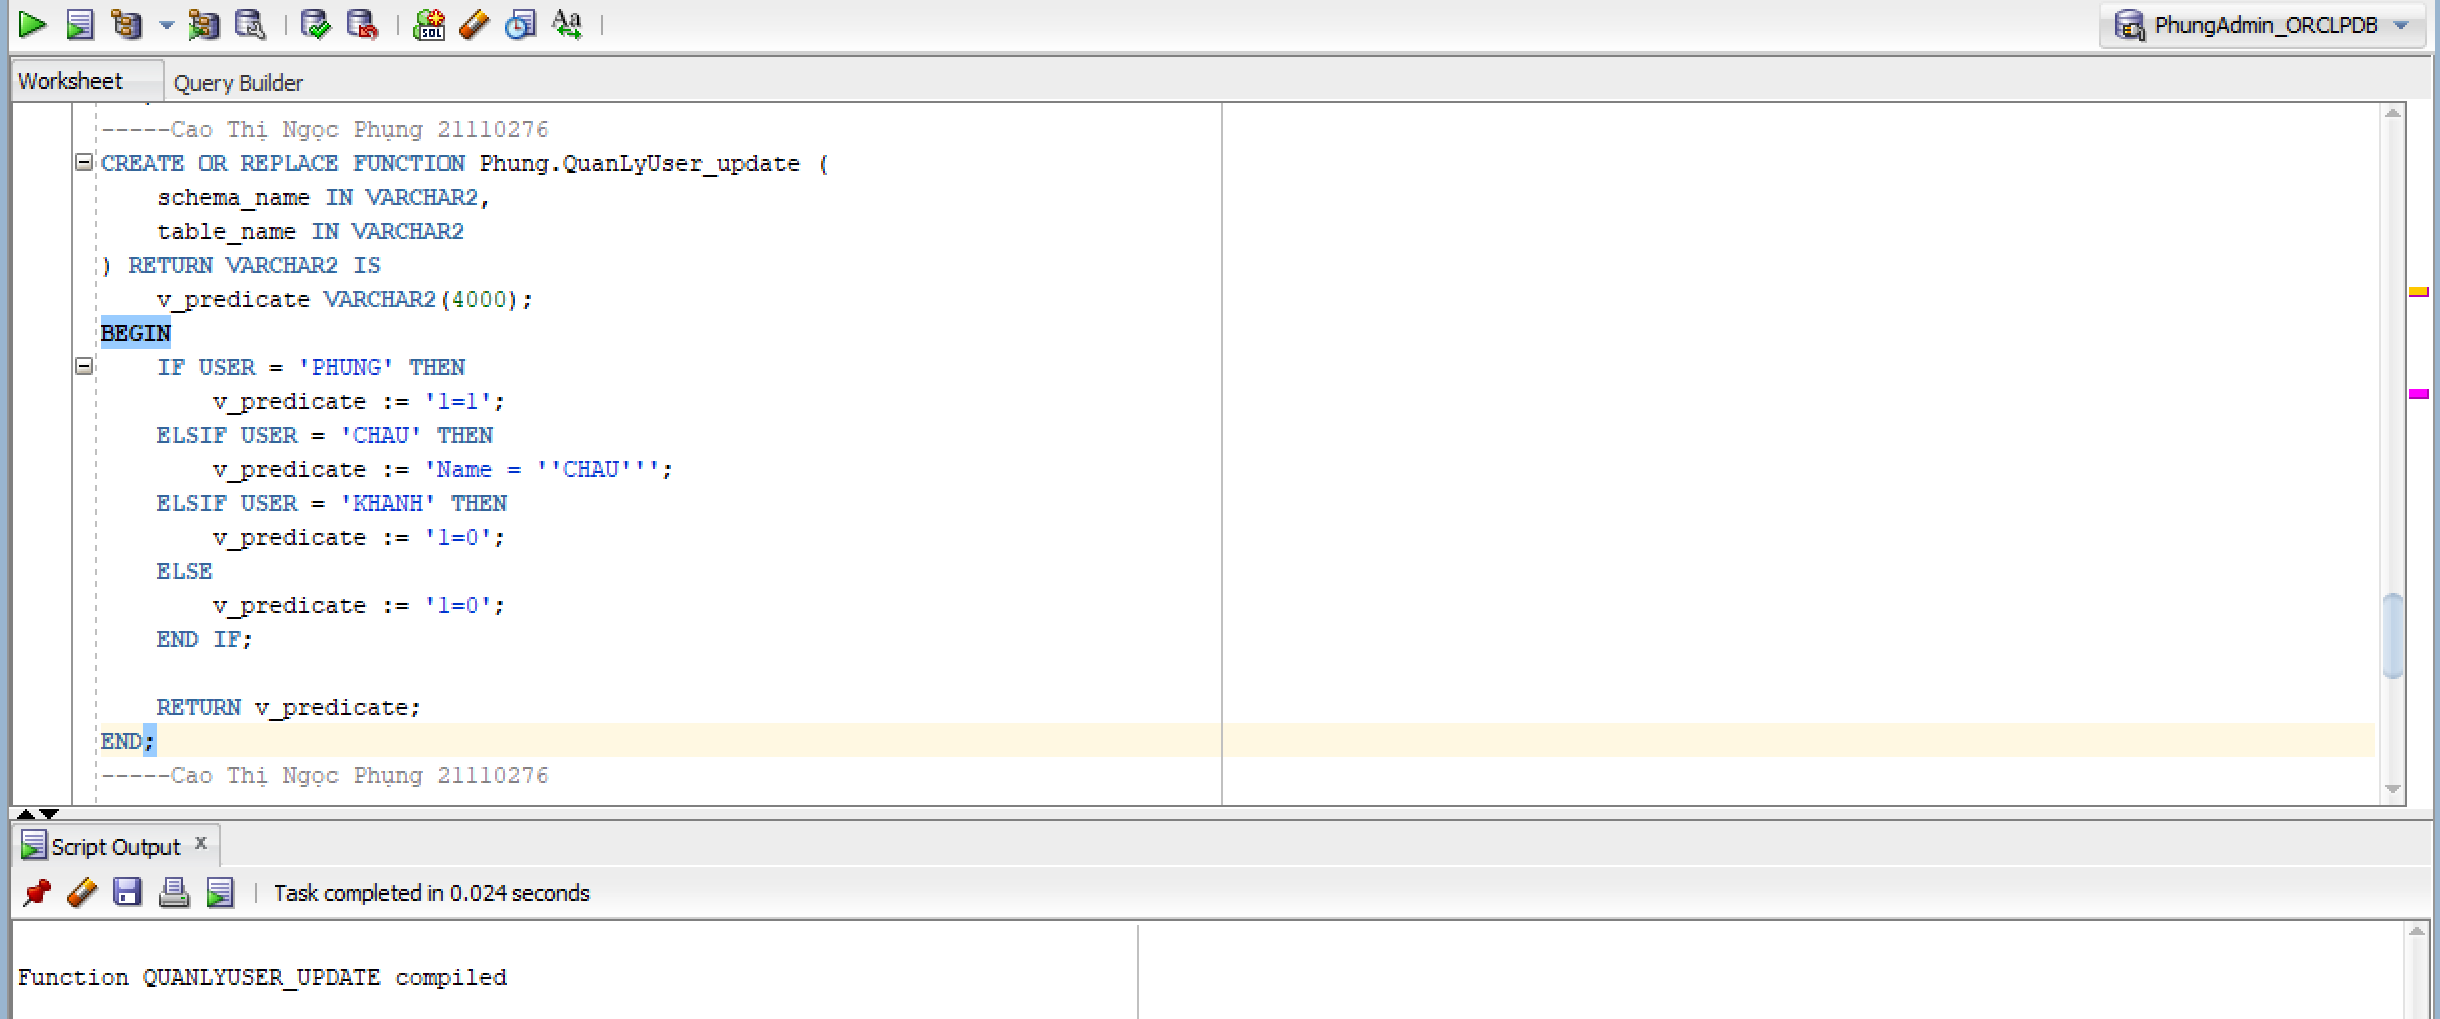 PhungAdmin_ORCLPDB
Worksheet Query Builder
-----Cao Thị Ngọc Phụng 21110276
CREATE OR REPLACE FUNCTION Phung.QuanLyUser_update (
    schema_name IN VARCHAR2,
    table_name IN VARCHAR2
) RETURN VARCHAR2 IS
    v_predicate VARCHAR2(4000);
BEGIN
    IF USER = 'PHUNG' THEN
        v_predicate := '1=1';
    ELSIF USER = 'CHAU' THEN
        v_predicate := 'Name = ''CHAU''';
    ELSIF USER = 'KHANH' THEN
        v_predicate := '1=0';
    ELSE
        v_predicate := '1=0';
    END IF;
    RETURN v_predicate;
END;
-----Cao Thị Ngọc Phụng 21110276
Script Output x
Task completed in 0.024 seconds
Function QUANLYUSER_UPDATE compiled